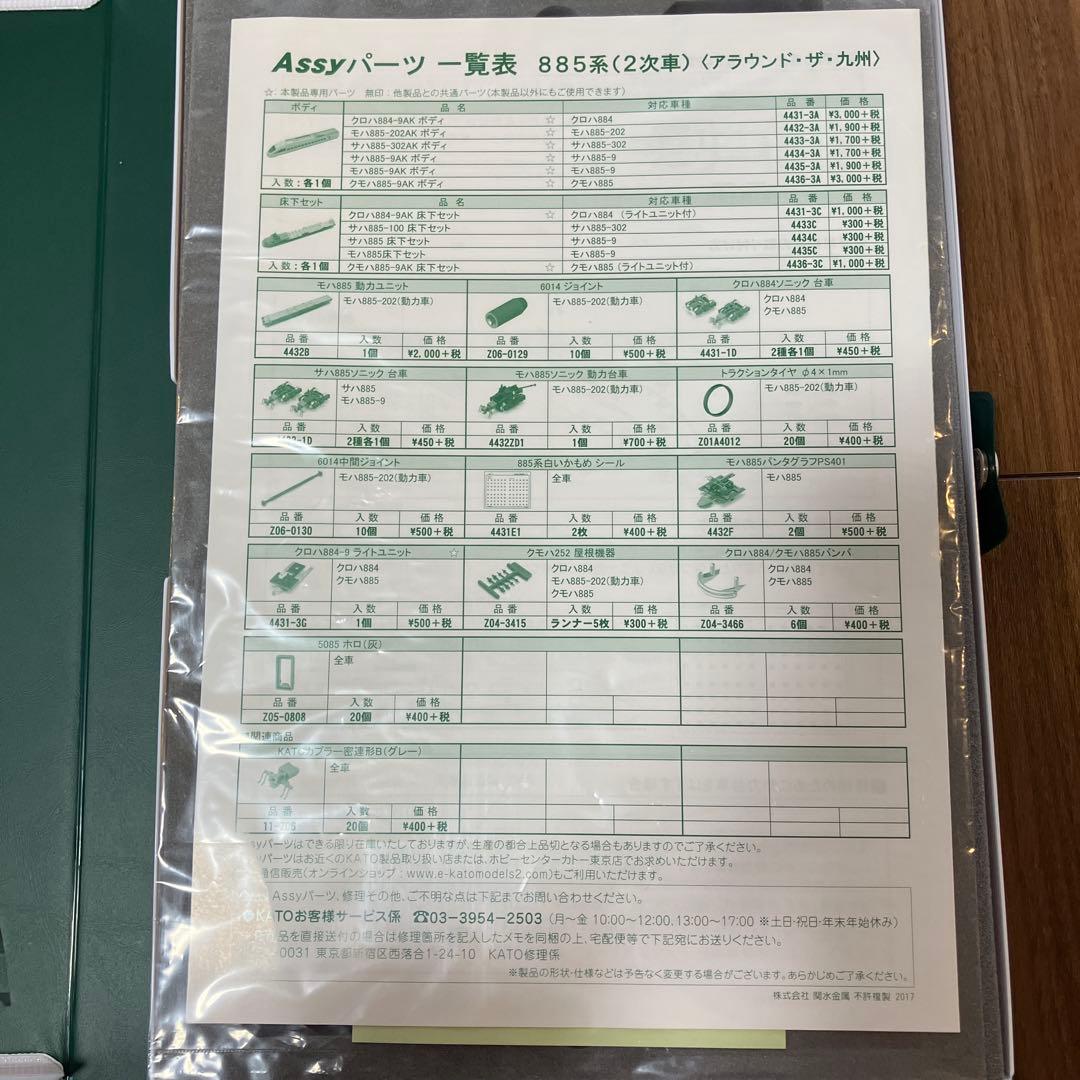 Assyパーツ 一覧表 885系(2次車)〈アラウンド・ザ・九州〉
☆：本製品専用パーツ 無印：他製品との共通パーツ(本製品以外にもご使用できます)
ボディ 品名 対応車種 品番 価格
クロハ884-9AK ボディ ☆ クロハ884 4431-3A ¥3,000+税
モハ885-202AK ボディ ☆ モハ885-202 4432-3A ¥1,900+税
サハ885-302AK ボディ ☆ サハ885-302 4433-3A ¥1,700+税
サハ885-9AK ボディ ☆ サハ885-9 4434-3A ¥1,700+税
モハ885-9AK ボディ ☆ モハ885-9 4435-3A ¥1,900+税
入数：各1個 クモハ885-9AK ボディ ☆ クモハ885 4436-3A ¥3,000+税
床下セット 品名 対応車種 品番 価格
クロハ884-9AK 床下セット ☆ クロハ884 (ライトユニット付) 4431-3C ¥1,000+税
サハ885-100 床下セット サハ885-302 4433C ¥300+税
サハ885 床下セット サハ885-9 4434C ¥300+税
モハ885床下セット モハ885-9 4435C ¥300+税
入数：各1個 クモハ885-9AK 床下セット ☆ クモハ885 (ライトユニット付) 4436-3C ¥1,000+税
モハ885 動力ユニット 6014 ジョイント クロハ884ソニック 台車
モハ885-202(動力車) モハ885-202(動力車) クロハ884
クモハ885
品番 入数 価格 品番 入数 価格 品番 入数 価格
4432B 1個 ¥2,000+税 Z06-0129 10個 ¥500+税 4431-1D 2種各1個 ¥450+税
サハ885ソニック 台車 モハ885ソニック 動力台車 トラクションタイヤ φ4×1mm
サハ885 モハ885-202(動力車) モハ885-202(動力車)
モハ885-9
品番 入数 価格 品番 入数 価格 品番 入数 価格
-1D 2種各1個 ¥450+税 4432ZD1 1個 ¥700+税 Z01A4012 20個 ¥400+税
6014中間ジョイント 885系白いかもめ シール モハ885パンタグラフPS401
モハ885-202(動力車) 全車 モハ885
品番 入数 価格 品番 入数 価格 品番 入数 価格
Z06-0130 10個 ¥500+税 4431E1 2枚 ¥400+税 4432F 2個 ¥500+税
クロハ884-9 ライトユニット ☆ クモハ252 屋根機器 クロハ884/クモハ885バンパ
クロハ884 クロハ884 クロハ884
クモハ885 モハ885-202(動力車) クモハ885
クモハ885
品番 入数 価格 品番 入数 価格 品番 入数 価格
4431-3G 1個 ¥500+税 Z04-3415 ランナー5枚 ¥300+税 Z04-3466 6個 ¥400+税
5085 ホロ(灰)
全車
品番 入数 価格
Z05-0808 20個 ¥400+税
関連商品
KATOカプラー密連形B(グレー)
全車
品番 入数 価格
11-706 20個 ¥400+税
syパーツはできる限り在庫いたしておりますが、生産の都合上品切となる場合もありますのでご了承ください。
パーツはお近くのKATO製品取り扱い店または、ホビーセンターカトー東京店でお求めいただけます。
通信販売(オンラインショップ：www.e-katomodels2.com)もご利用いただけます。
Assyパーツ、修理その他、ご不明な点は下記までお問い合わせください。
KATOお客様サービス係 ☎03-3954-2503 (月～金 10:00～12:00、13:00～17:00 ※土日・祝日・年末年始休み)
品を直接送付の場合は修理箇所を記入したメモを同梱の上、宅配便等で下記宛にお送りください。
-0031 東京都新宿区西落合1-24-10 KATO修理係
※製品の形状・仕様などは予告なく変更する場合がございます。あらかじめご了承ください。
株式会社 関水金属 不許複製 2017